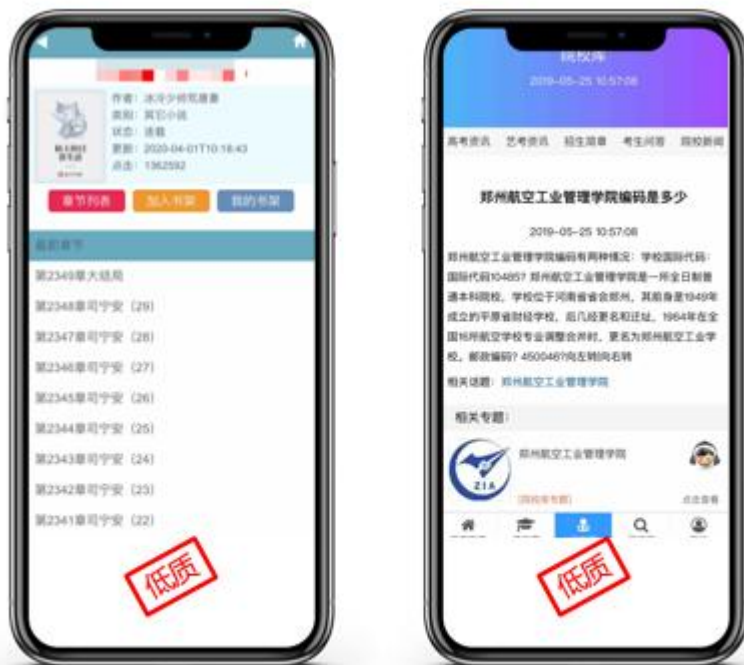 作者：冰冷少帅荒唐妻
类别：其它小说
状态：连载
更新：2020-04-01T10:18:43
点击：1362592
章节列表
加入书架
我的书架
最新章节
第2349章大结局
第2348章司宁安（29）
第2347章司宁安（28）
第2346章司宁安（27）
第2345章司宁安（26）
第2344章司宁安（25）
第2343章司宁安（24）
第2342章司宁安（23）
第2341章司宁安（22）
低质
院校库
2019-05-25 10:57:08
高考资讯 艺考资讯 招生简章 考生问答 院校新闻
郑州航空工业管理学院编码是多少
2019-05-25 10:57:08
郑州航空工业管理学院编码有两种情况：学校国际代码：
国际代码10485? 郑州航空工业管理学院是一所全日制普
通本科院校，学校位于河南省省会郑州，其前身是1949年
成立的平原省财经学校，后几经更名和迁址，1964年在全
国16所航空学校专业调整合并时，更名为郑州航空工业学
校。邮政编码? 450046?向左转|向右转
相关话题：郑州航空工业管理学院
相关专题：
郑州航空工业管理学院
ZIA
[院校库专题]
点击查看
低质